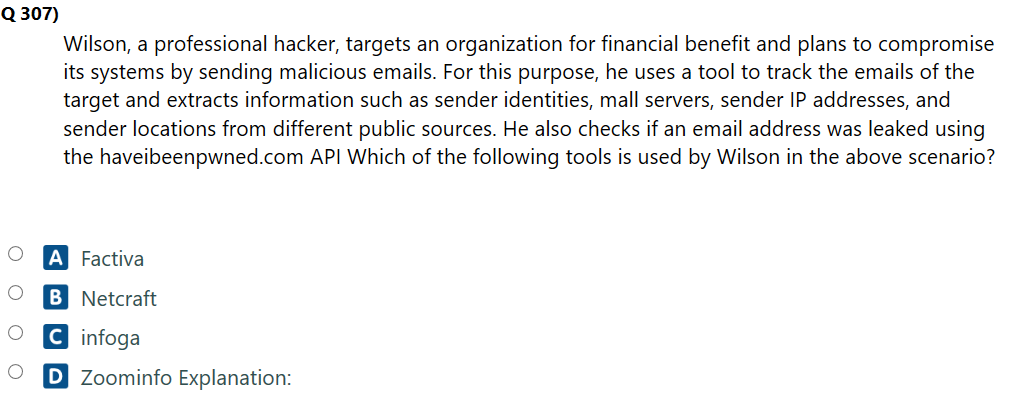 Q 307)
Wilson, a professional hacker, targets an organization for financial benefit and plans to compromise
its systems by sending malicious emails. For this purpose, he uses a tool to track the emails of the
target and extracts information such as sender identities, mall servers, sender IP addresses, and
sender locations from different public sources. He also checks if an email address was leaked using
the haveibeenpwned.com API Which of the following tools is used by Wilson in the above scenario?
A Factiva
B Netcraft
C infoga
D Zoominfo Explanation: